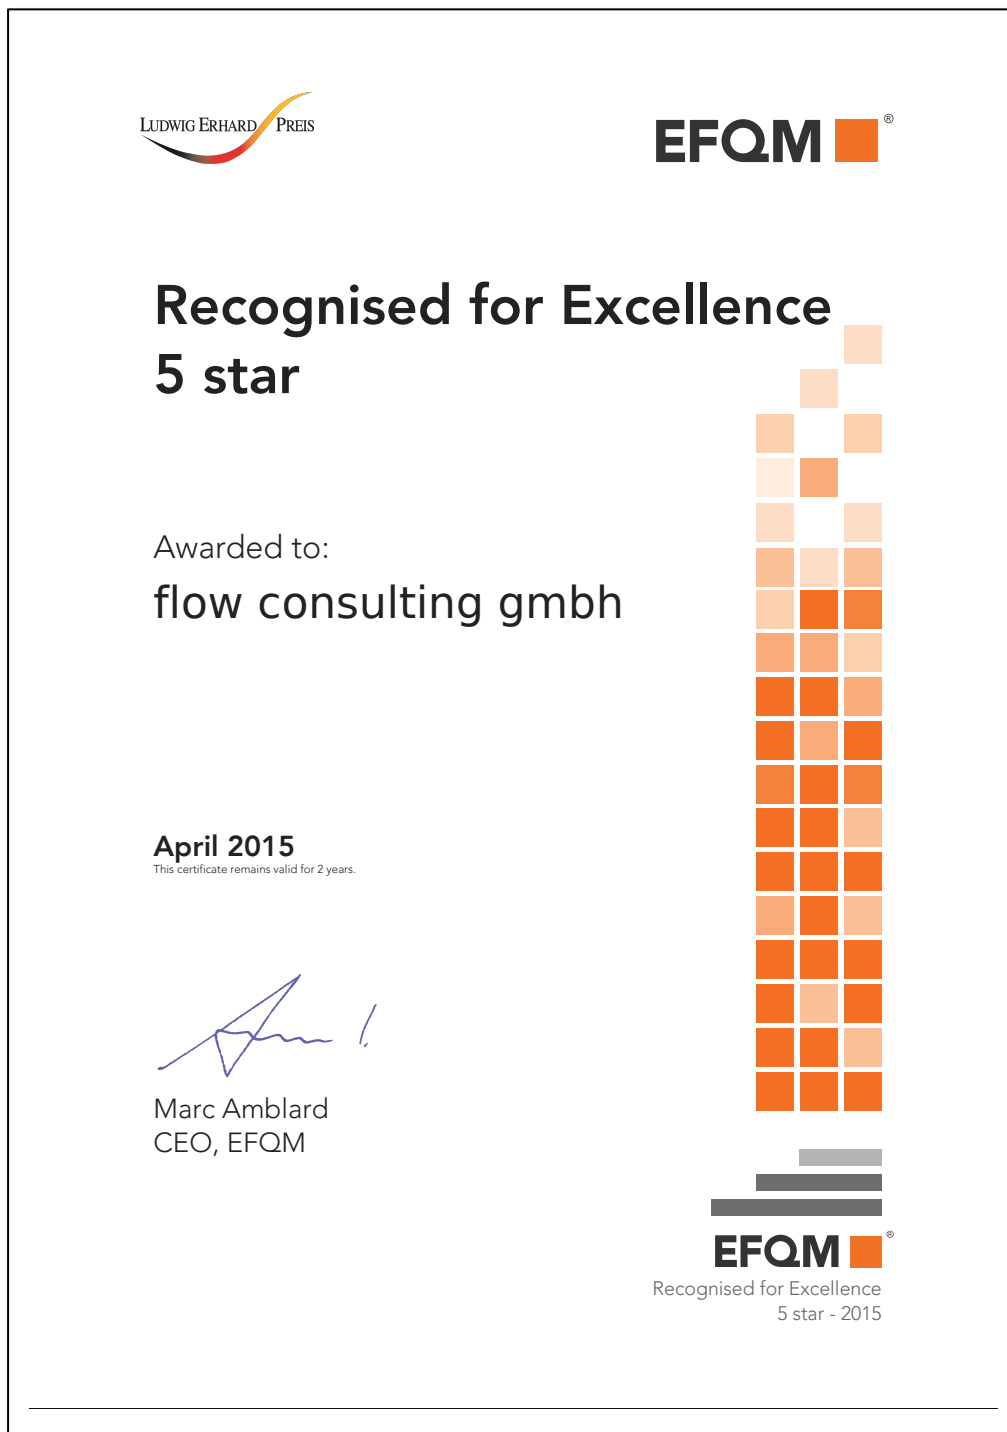 LUDWIG ERHARD PREIS
EFQM ®
Recognised for Excellence
5 star
Awarded to:
flow consulting gmbh
April 2015
This certificate remains valid for 2 years.
Marc Amblard
CEO, EFQM
EFQM ®
Recognised for Excellence
5 star - 2015